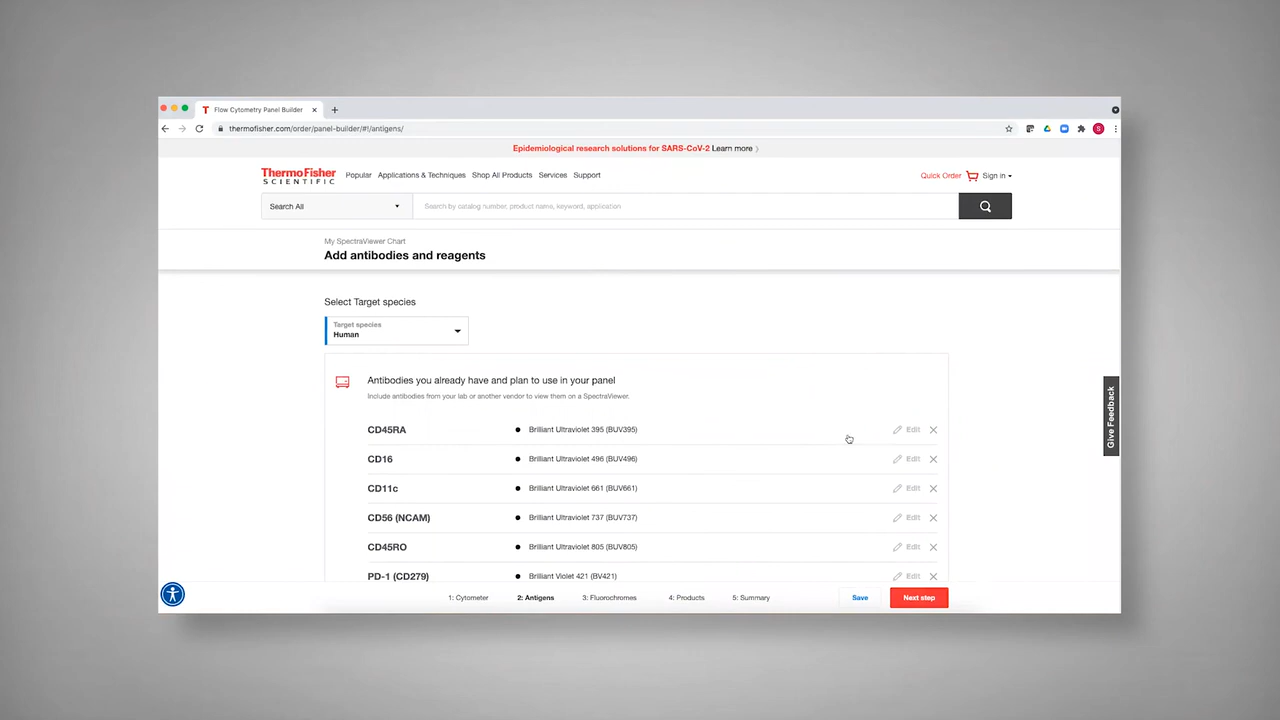 Flow Cytometry Panel Builder
thermofisher.com/order/panel-builder/#!/antigens/
S
Epidemiological research solutions for SARS-CoV-2 Learn more
ThermoFisher
SCIENTIFIC
Popular Applications & Techniques Shop All Products Services Support
Quick Order Sign in
Search All
Search by catalog number, product name, keyword, application
My SpectraViewer Chart
Add antibodies and reagents
Select Target species
Target species
Human
Antibodies you already have and plan to use in your panel
Include antibodies from your lab or another vendor to view them on a SpectraViewer.
CD45RA Brilliant Ultraviolet 395 (BUV395) Edit
CD16 Brilliant Ultraviolet 496 (BUV496) Edit
CD11c Brilliant Ultraviolet 661 (BUV661) Edit
CD56 (NCAM) Brilliant Ultraviolet 737 (BUV737) Edit
CD45RO Brilliant Ultraviolet 805 (BUV805) Edit
PD-1 (CD279) Brilliant Violet 421 (BV421) Edit
Give Feedback
1: Cytometer 2: Antigens 3: Fluorochromes 4: Products 5: Summary Save Next step